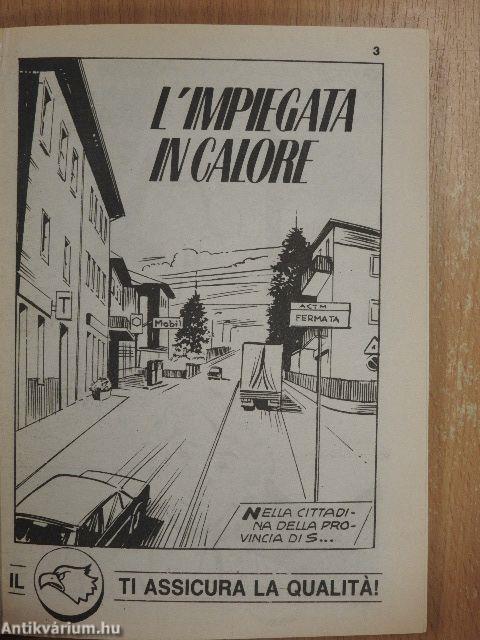 3
L'IMPIEGATA
IN CALORE
T
Mobil
ACTM
FERMATA
NELLA CITTADI-
NA DELLA PRO-
VINCIA DI S...
IL TI ASSICURA LA QUALITÀ!
Antikvárium.hu